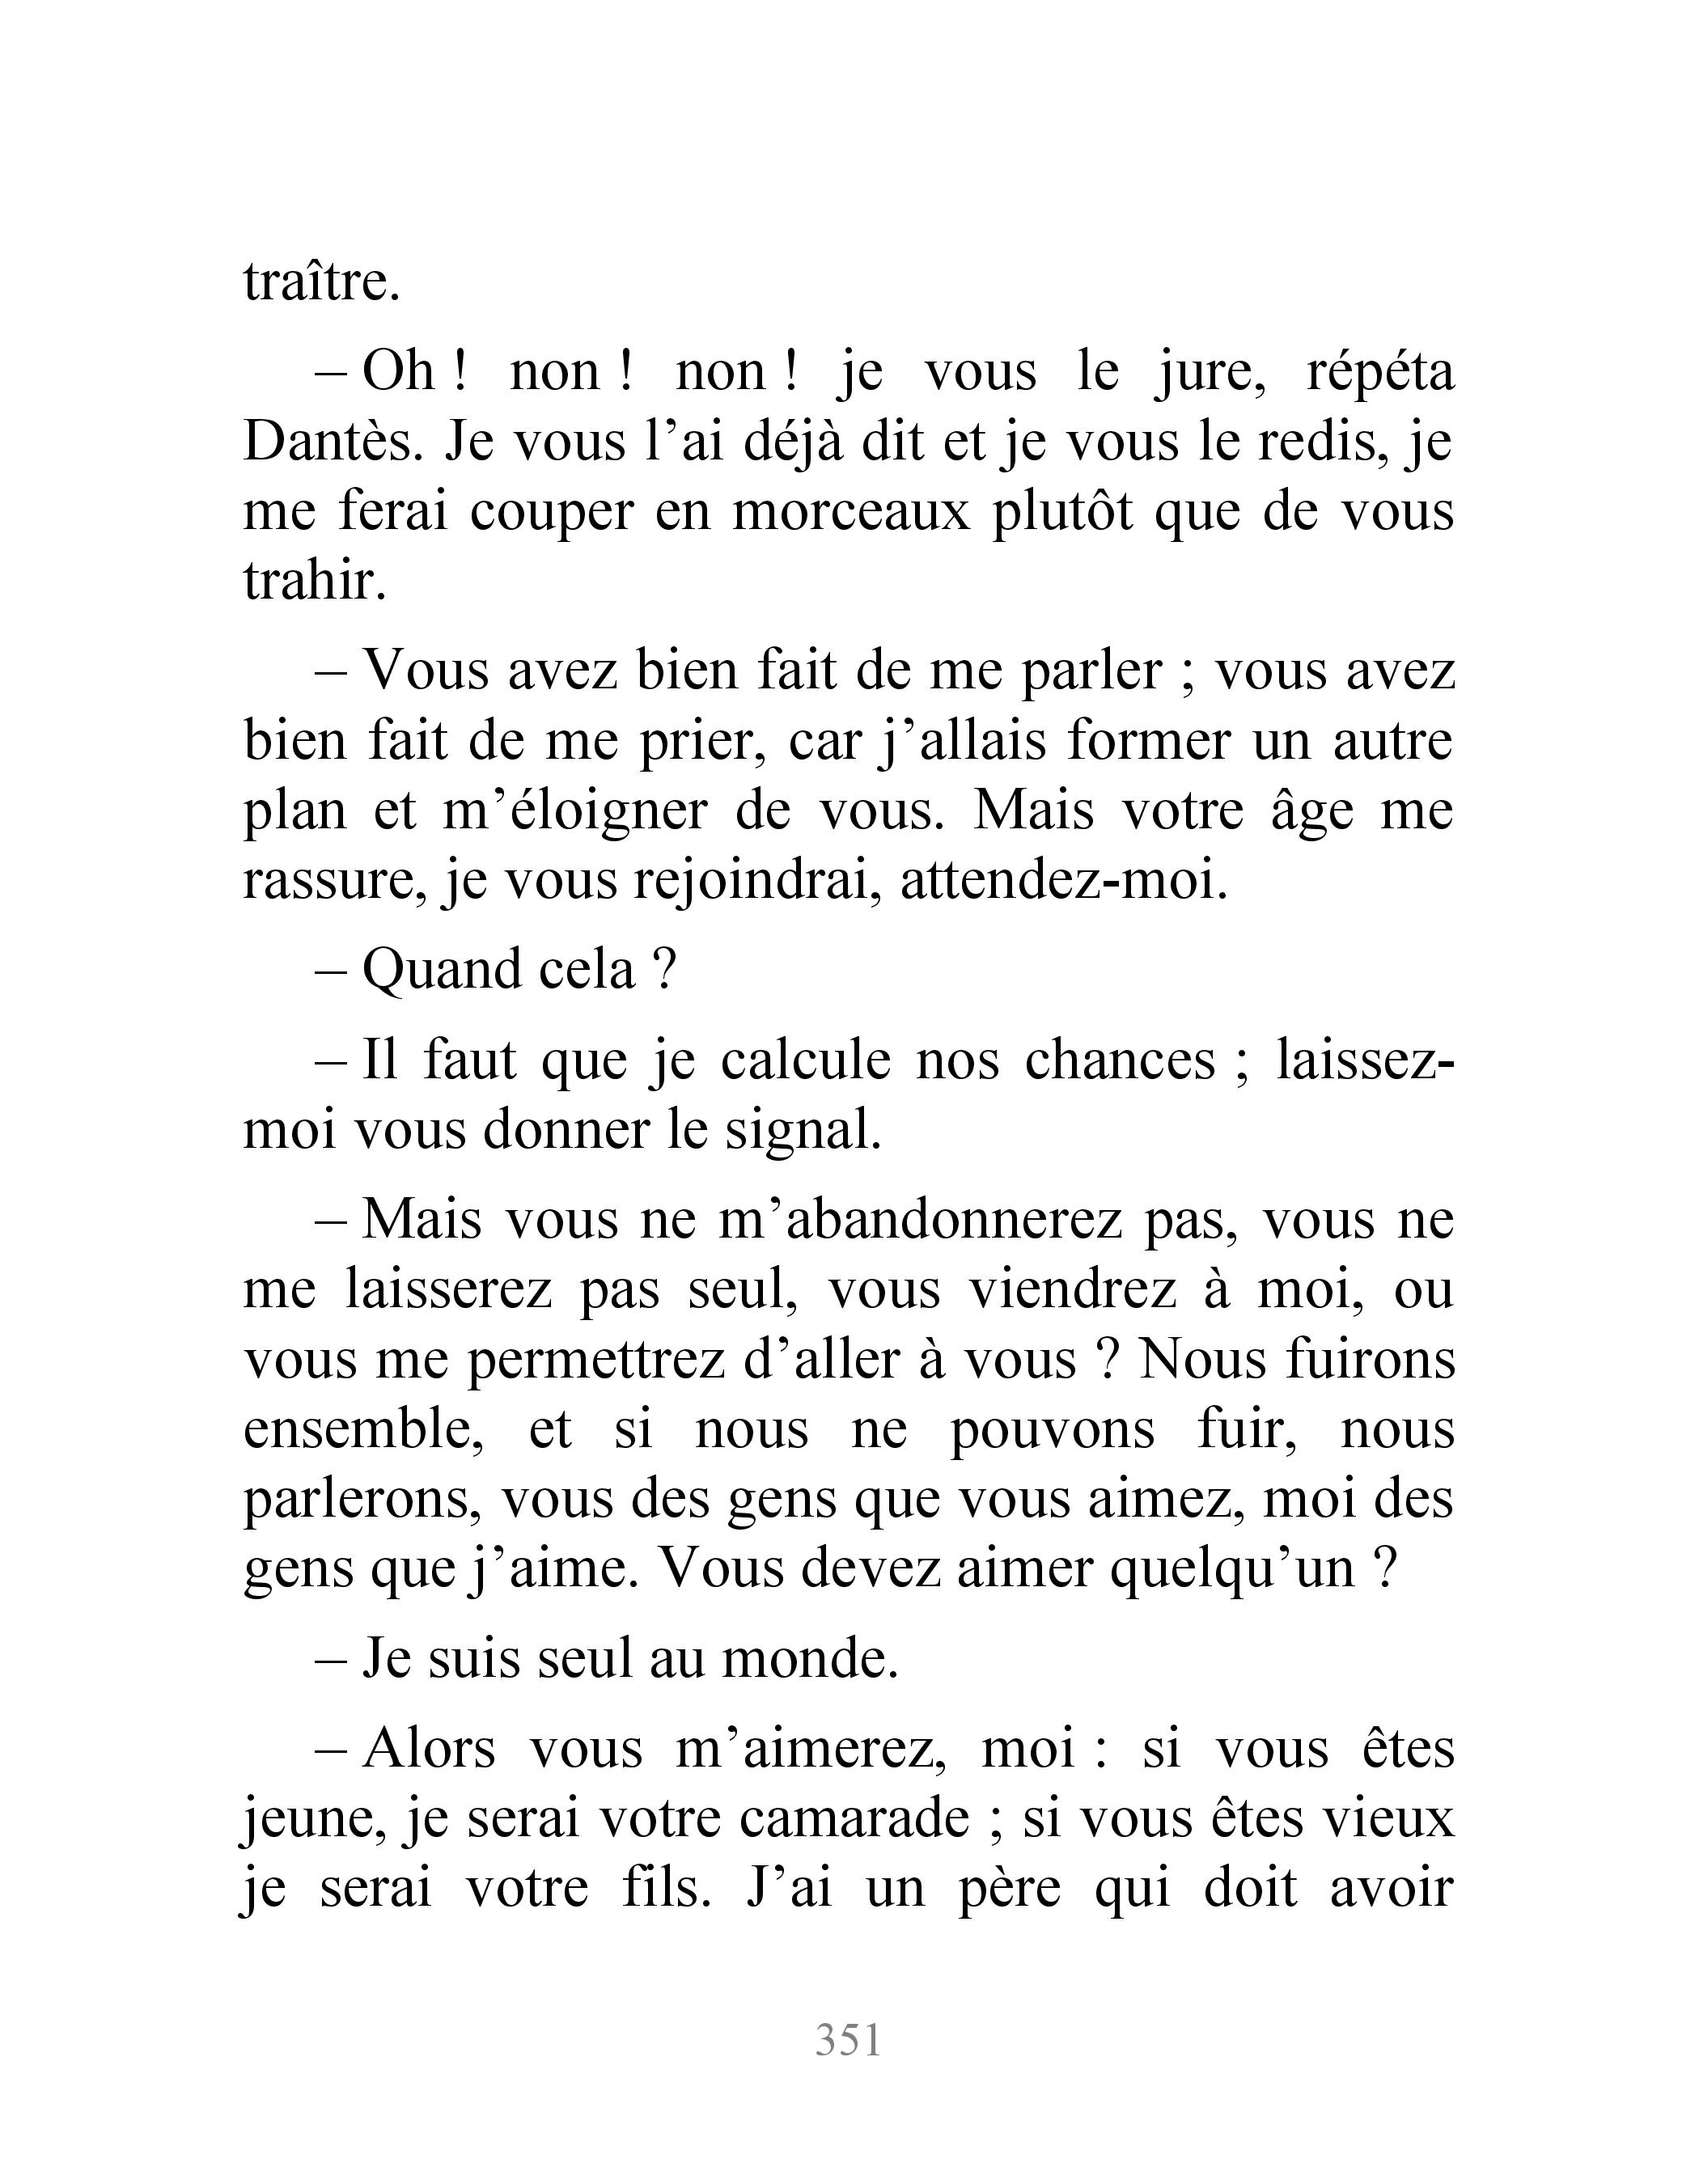 traître.
– Oh ! non ! non ! je vous le jure, répéta
Dantès. Je vous l’ai déjà dit et je vous le redis, je
me ferai couper en morceaux plutôt que de vous
trahir.
– Vous avez bien fait de me parler ; vous avez
bien fait de me prier, car j’allais former un autre
plan et m’éloigner de vous. Mais votre âge me
rassure, je vous rejoindrai, attendez-moi.
– Quand cela ?
– Il faut que je calcule nos chances ; laissez-
moi vous donner le signal.
– Mais vous ne m’abandonnerez pas, vous ne
me laisserez pas seul, vous viendrez à moi, ou
vous me permettrez d’aller à vous ? Nous fuirons
ensemble, et si nous ne pouvons fuir, nous
parlerons, vous des gens que vous aimez, moi des
gens que j’aime. Vous devez aimer quelqu’un ?
– Je suis seul au monde.
– Alors vous m’aimerez, moi : si vous êtes
jeune, je serai votre camarade ; si vous êtes vieux
je serai votre fils. J’ai un père qui doit avoir
351